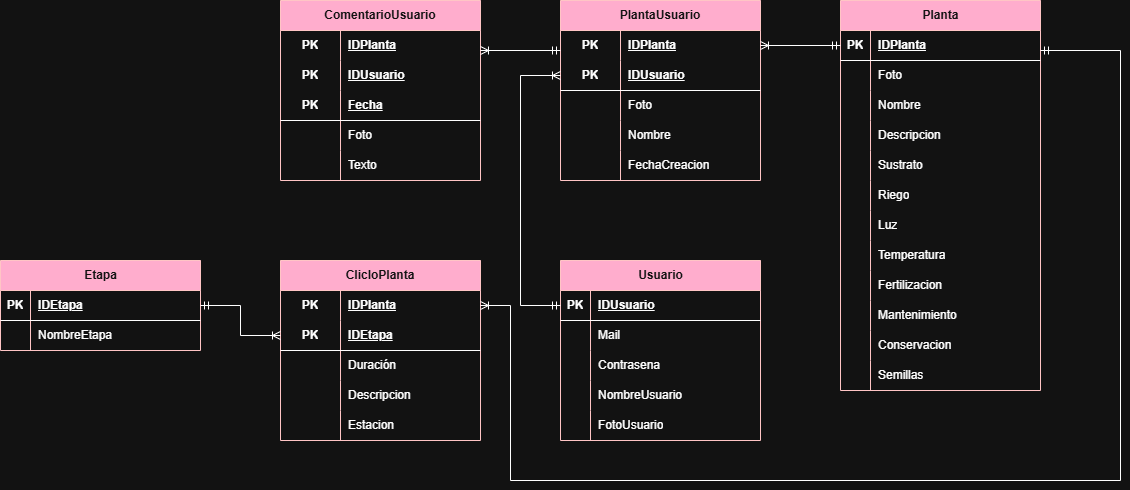 ComentarioUsuario
PK IDPlanta
PK IDUsuario
PK Fecha
Foto
Texto
PlantaUsuario
PK IDPlanta
PK IDUsuario
Foto
Nombre
FechaCreacion
Planta
PK IDPlanta
Foto
Nombre
Descripcion
Sustrato
Riego
Luz
Temperatura
Fertilizacion
Mantenimiento
Conservacion
Semillas
Etapa
PK IDEtapa
NombreEtapa
ClicloPlanta
PK IDPlanta
PK IDEtapa
Duración
Descripcion
Estacion
Usuario
PK IDUsuario
Mail
Contrasena
NombreUsuario
FotoUsuario